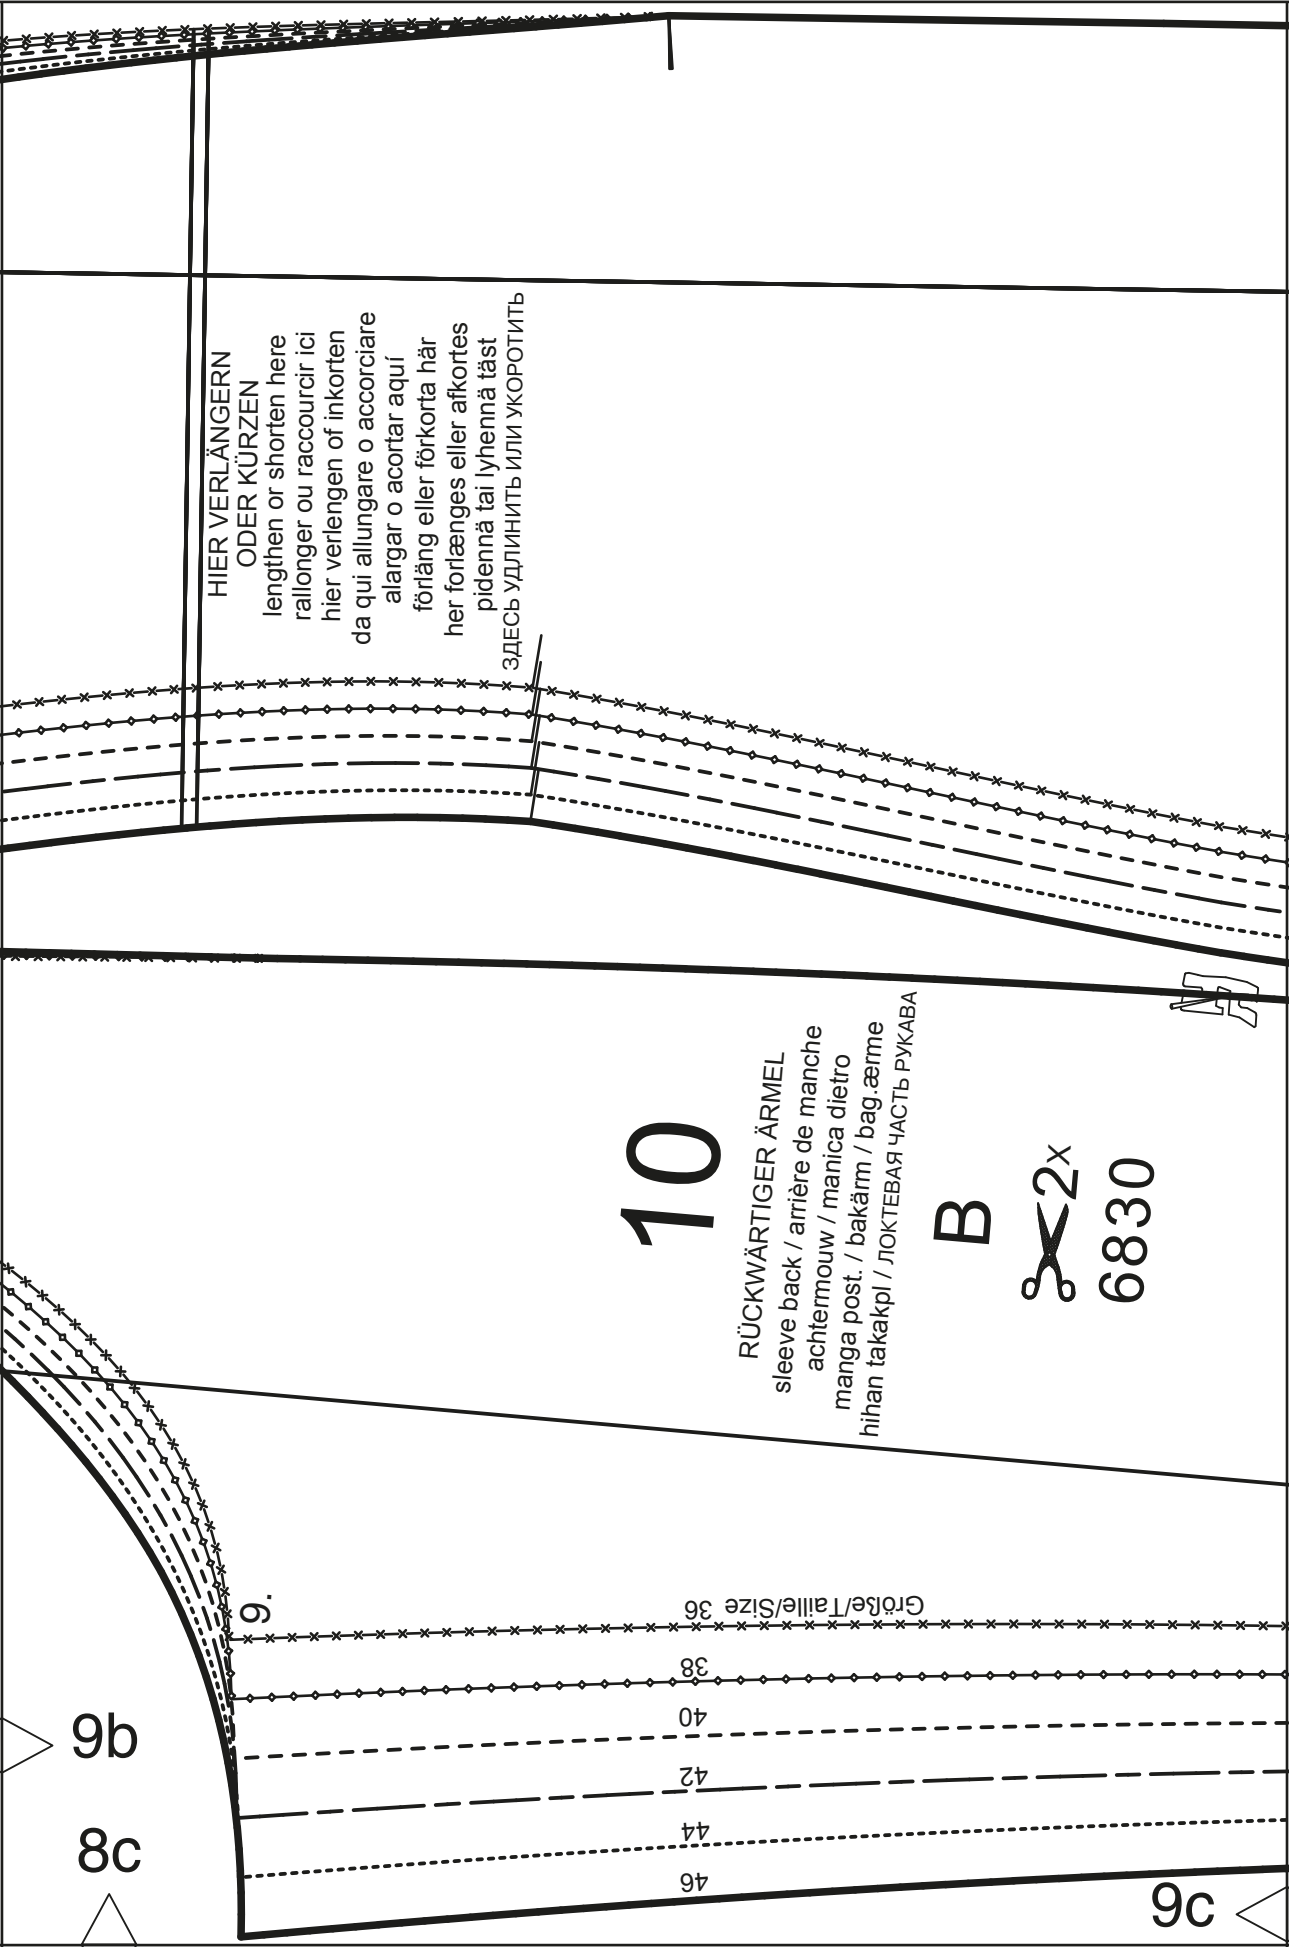 HIER VERLÄNGERN
ODER KÜRZEN
lengthen or shorten here
rallonger ou raccourcir ici
hier verlengen of inkorten
da qui allungare o accorciare
alargar o acortar aquí
förläng eller förkorta här
her forlænges eller afkortes
pidennä tai lyhennä täst
ЗДЕСЬ УДЛИНИТЬ ИЛИ УКОРОТИТЬ
10
RÜCKWÄRTIGER ÄRMEL
sleeve back / arrière de manche
achtermouw / manica dietro
manga post. / bakärm / bag.ærme
hihan takakpl / ЛОКТЕВАЯ ЧАСТЬ РУКАВА
B
2x
6830
9.
Größe/Taille/Size 36
38
40
42
44
46
9b
8c
9c